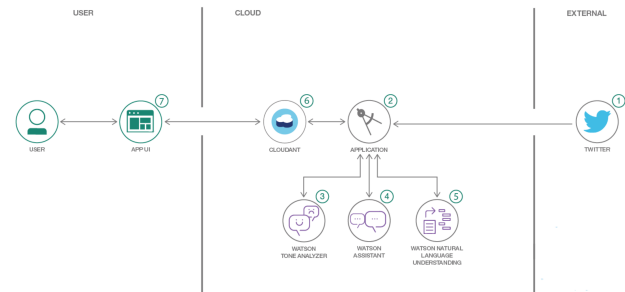 USER
CLOUD
EXTERNAL
7
6
2
1
USER
APP UI
CLOUDANT
APPLICATION
TWITTER
3
4
5
WATSON
TONE ANALYZER
WATSON
ASSISTANT
WATSON NATURAL
LANGUAGE
UNDERSTANDING